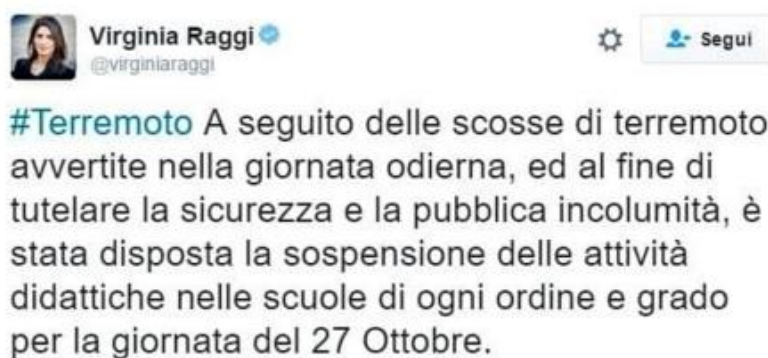 Virginia Raggi
@virginiaraggi
Segui
#Terremoto A seguito delle scosse di terremoto
avvertite nella giornata odierna, ed al fine di
tutelare la sicurezza e la pubblica incolumità, è
stata disposta la sospensione delle attività
didattiche nelle scuole di ogni ordine e grado
per la giornata del 27 Ottobre.